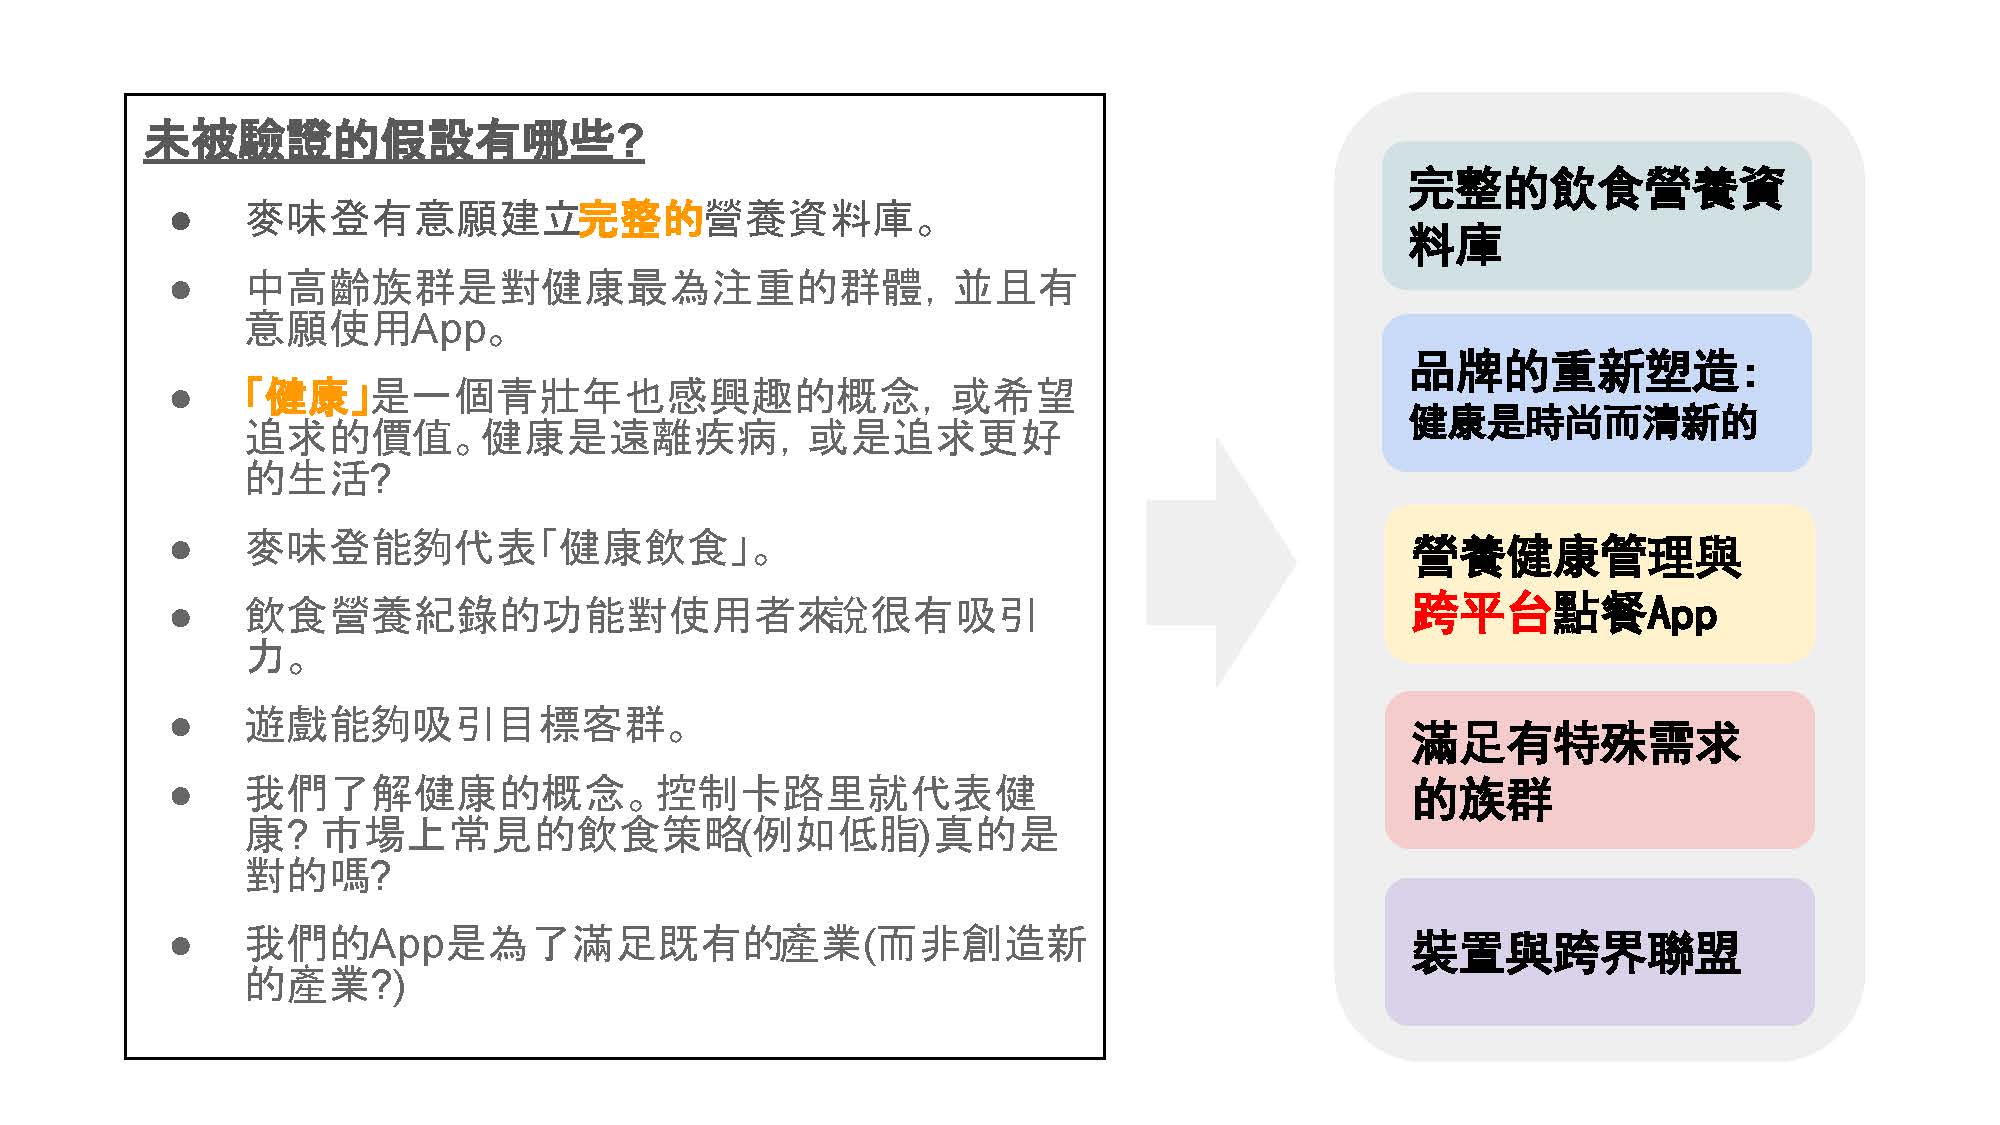 未被驗證的假設有哪些?
● 麥味登有意願建立完整的營養資料庫。
● 中高齡族群是對健康最為注重的群體，並且有
意願使用App。
● 「健康」是一個青壯年也感興趣的概念，或希望
追求的價值。健康是遠離疾病，或是追求更好
的生活?
● 麥味登能夠代表「健康飲食」。
● 飲食營養紀錄的功能對使用者來說很有吸引
力。
● 遊戲能夠吸引目標客群。
● 我們了解健康的概念。控制卡路里就代表健
康? 市場上常見的飲食策略(例如低脂)真的是
對的嗎?
● 我們的App是為了滿足既有的產業(而非創造新
的產業?)
完整的飲食營養資
料庫
品牌的重新塑造：
健康是時尚而清新的
營養健康管理與
跨平台點餐App
滿足有特殊需求
的族群
裝置與跨界聯盟